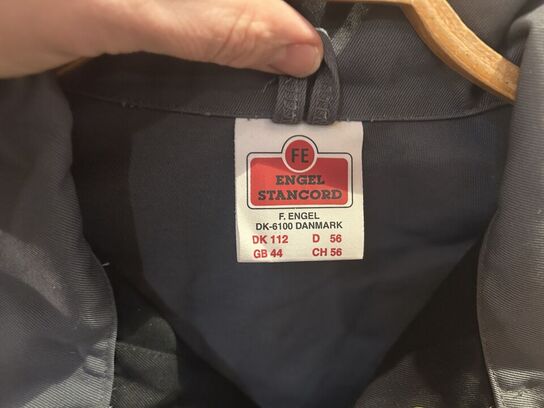 FE
ENGEL
STANCORD
F. ENGEL
DK-6100 DANMARK
DK 112 D 56
GB 44 CH 56